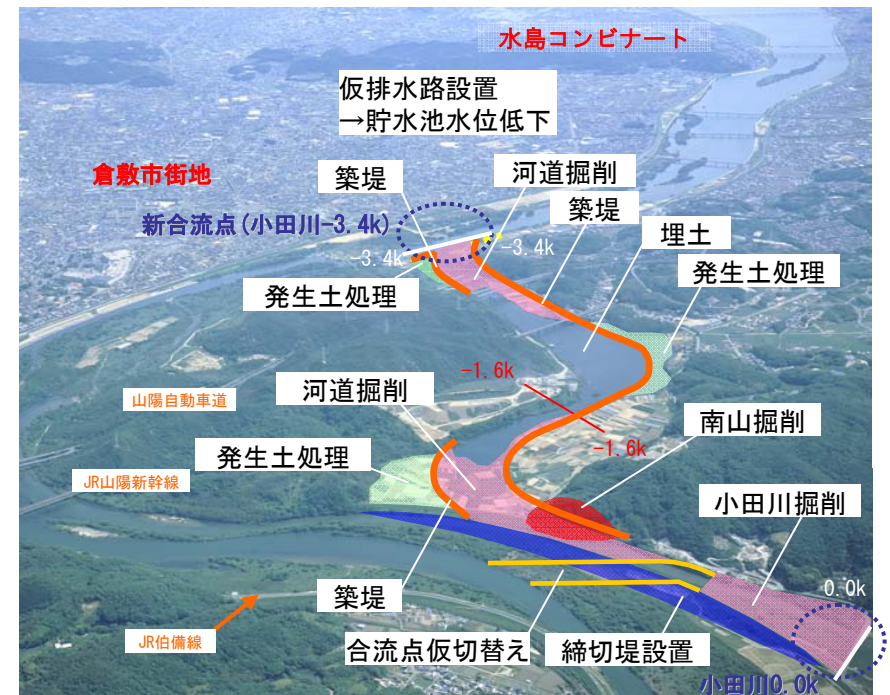 水島コンビナート
仮排水路設置
→貯水池水位低下
倉敷市街地
築堤
河道掘削
新合流点(小田川-3.4k)
築堤
埋土
-3.4k
-3.4k
発生土処理
発生土処理
-1.6k
山陽自動車道
河道掘削
南山掘削
-1.6k
発生土処理
JR山陽新幹線
小田川掘削
0.0k
築堤
JR伯備線
合流点仮切替え
締切堤設置
小田川0.0k